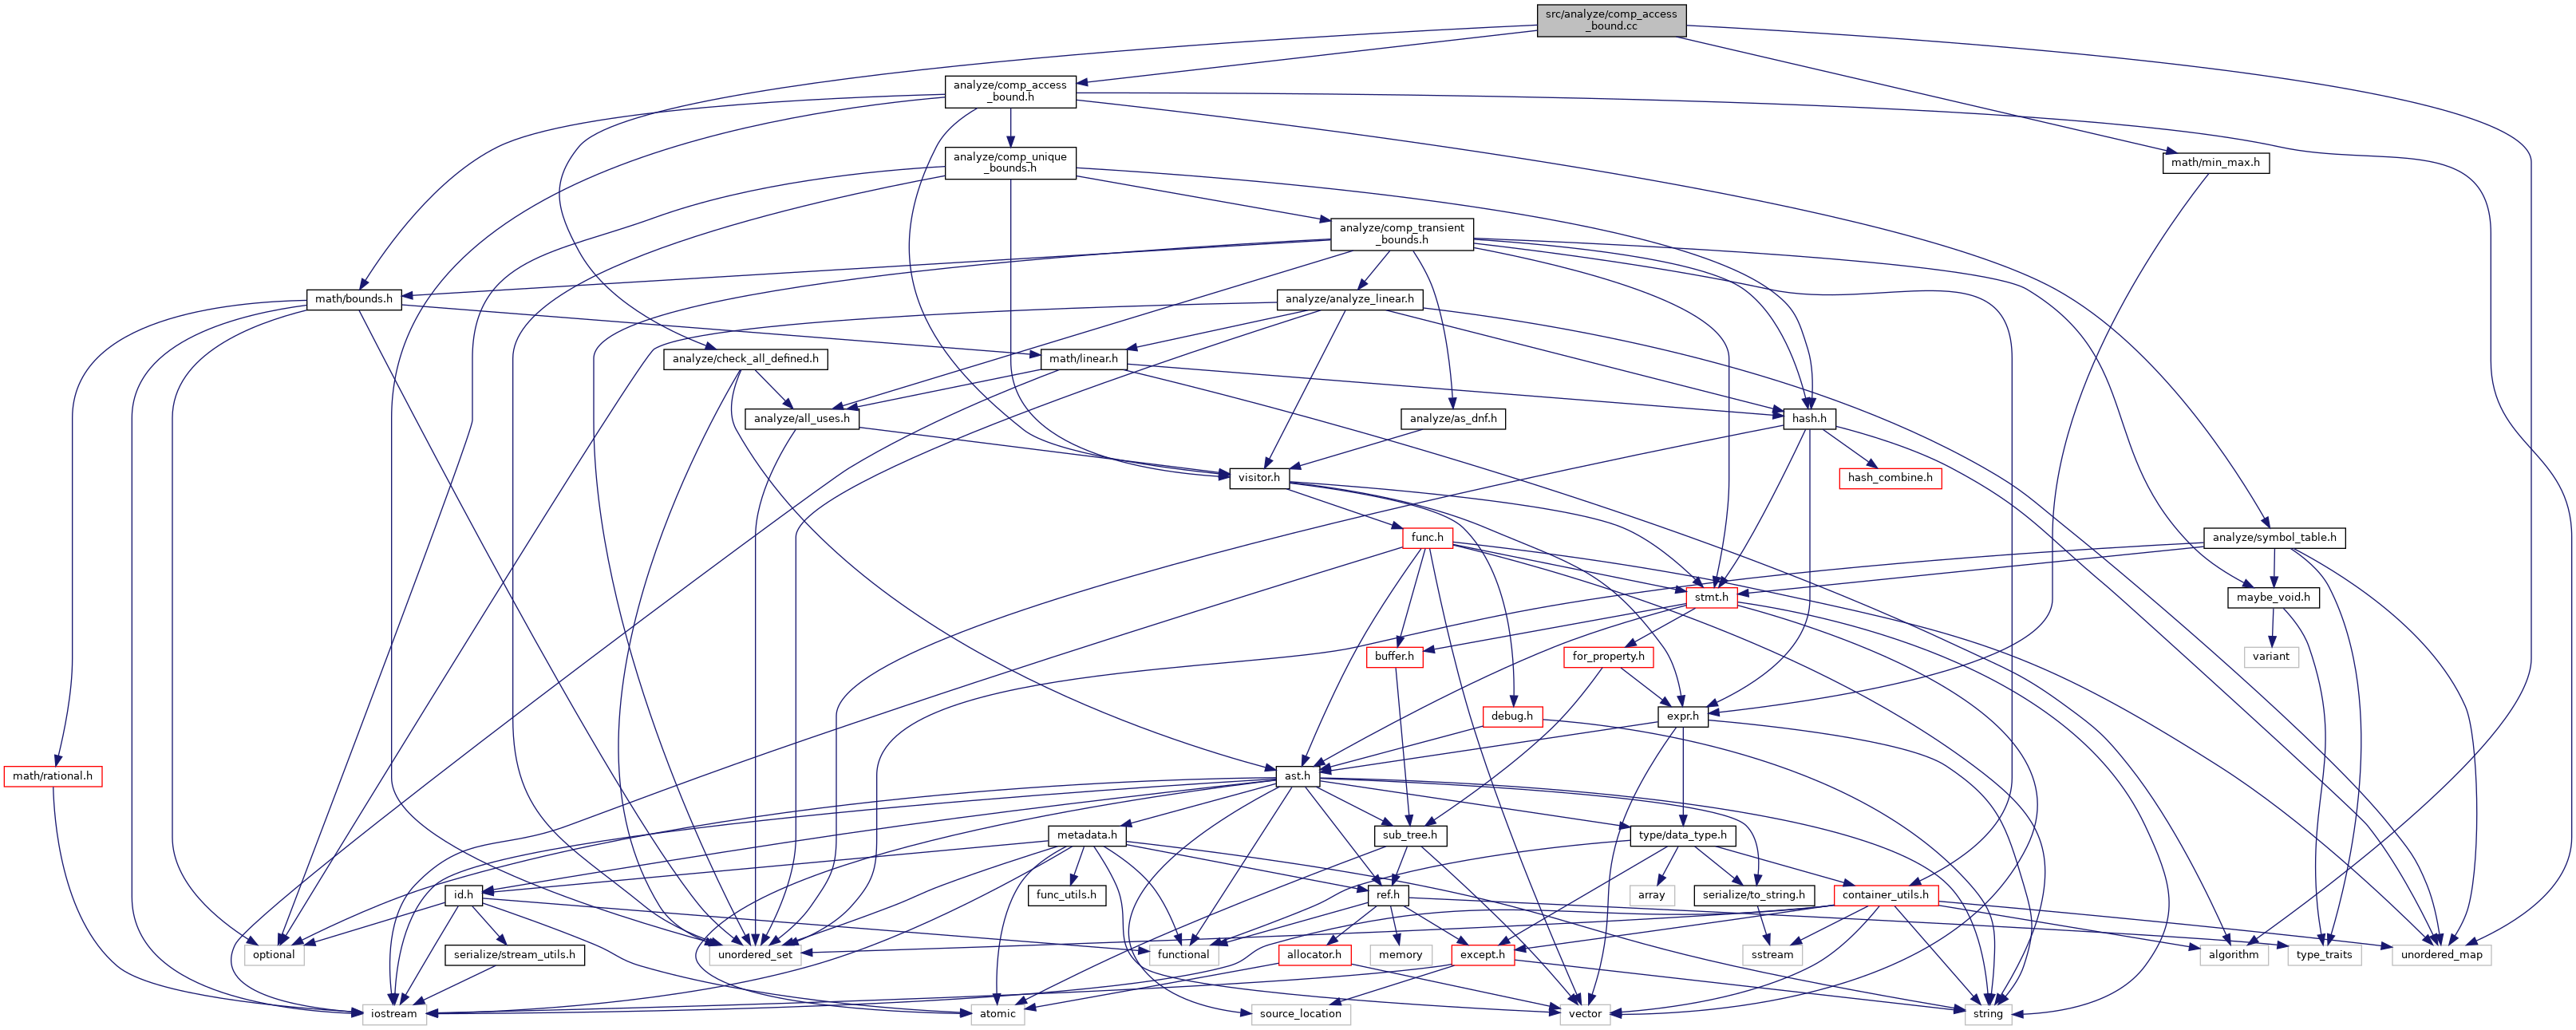 src/analyze/comp_access
_bound.cc
analyze/comp_access
_bound.h
analyze/comp_unique
_bounds.h
math/min_max.h
analyze/comp_transient
_bounds.h
math/bounds.h
analyze/analyze_linear.h
analyze/check_all_defined.h
math/linear.h
analyze/all_uses.h
analyze/as_dnf.h
hash.h
visitor.h
hash_combine.h
func.h
analyze/symbol_table.h
stmt.h
maybe_void.h
buffer.h
for_property.h
variant
debug.h
expr.h
math/rational.h
ast.h
metadata.h
sub_tree.h
type/data_type.h
id.h
func_utils.h
ref.h
array
serialize/to_string.h
container_utils.h
optional
serialize/stream_utils.h
unordered_set
functional
allocator.h
memory
except.h
sstream
algorithm
type_traits
unordered_map
iostream
atomic
source_location
vector
string